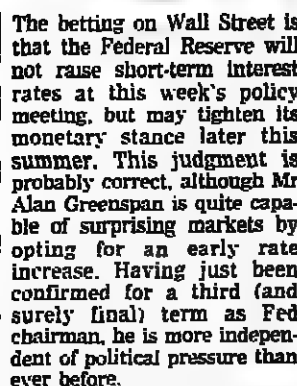 The betting on Wall Street is
that the Federal Reserve will
not raise short-term interest
rates at this week's policy
meeting, but may tighten its
monetary stance later this
summer. This judgment is
probably correct, although Mr
Alan Greenspan is quite capa-
ble of surprising markets by
opting for an early rate
increase. Having just been
confirmed for a third (and
surely final) term as Fed
chairman, he is more indepen-
dent of political pressure than
ever before.